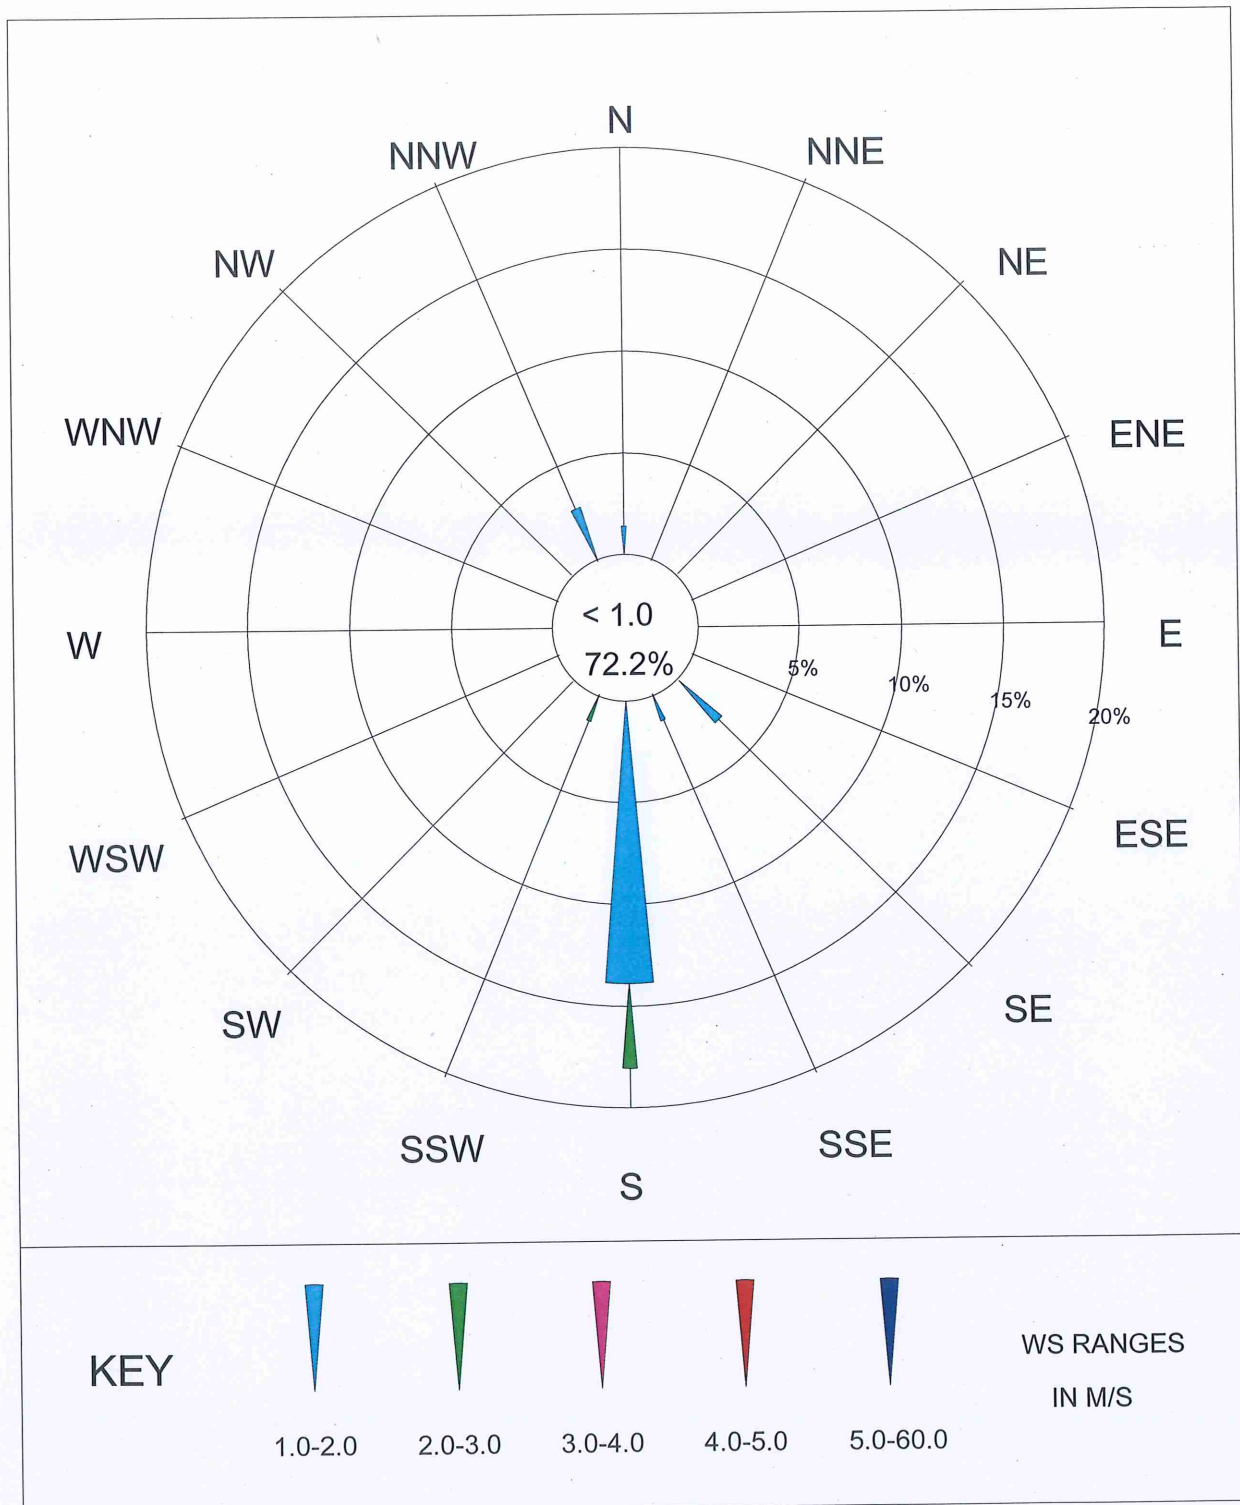 N
NNW
NNE
NW
NE
WNW
ENE
< 1.0
72.2%
W
E
5%
10%
15%
20%
WSW
ESE
SW
SE
SSW
SSE
S
KEY
WS RANGES
IN M/S
1.0-2.0
2.0-3.0
3.0-4.0
4.0-5.0
5.0-60.0